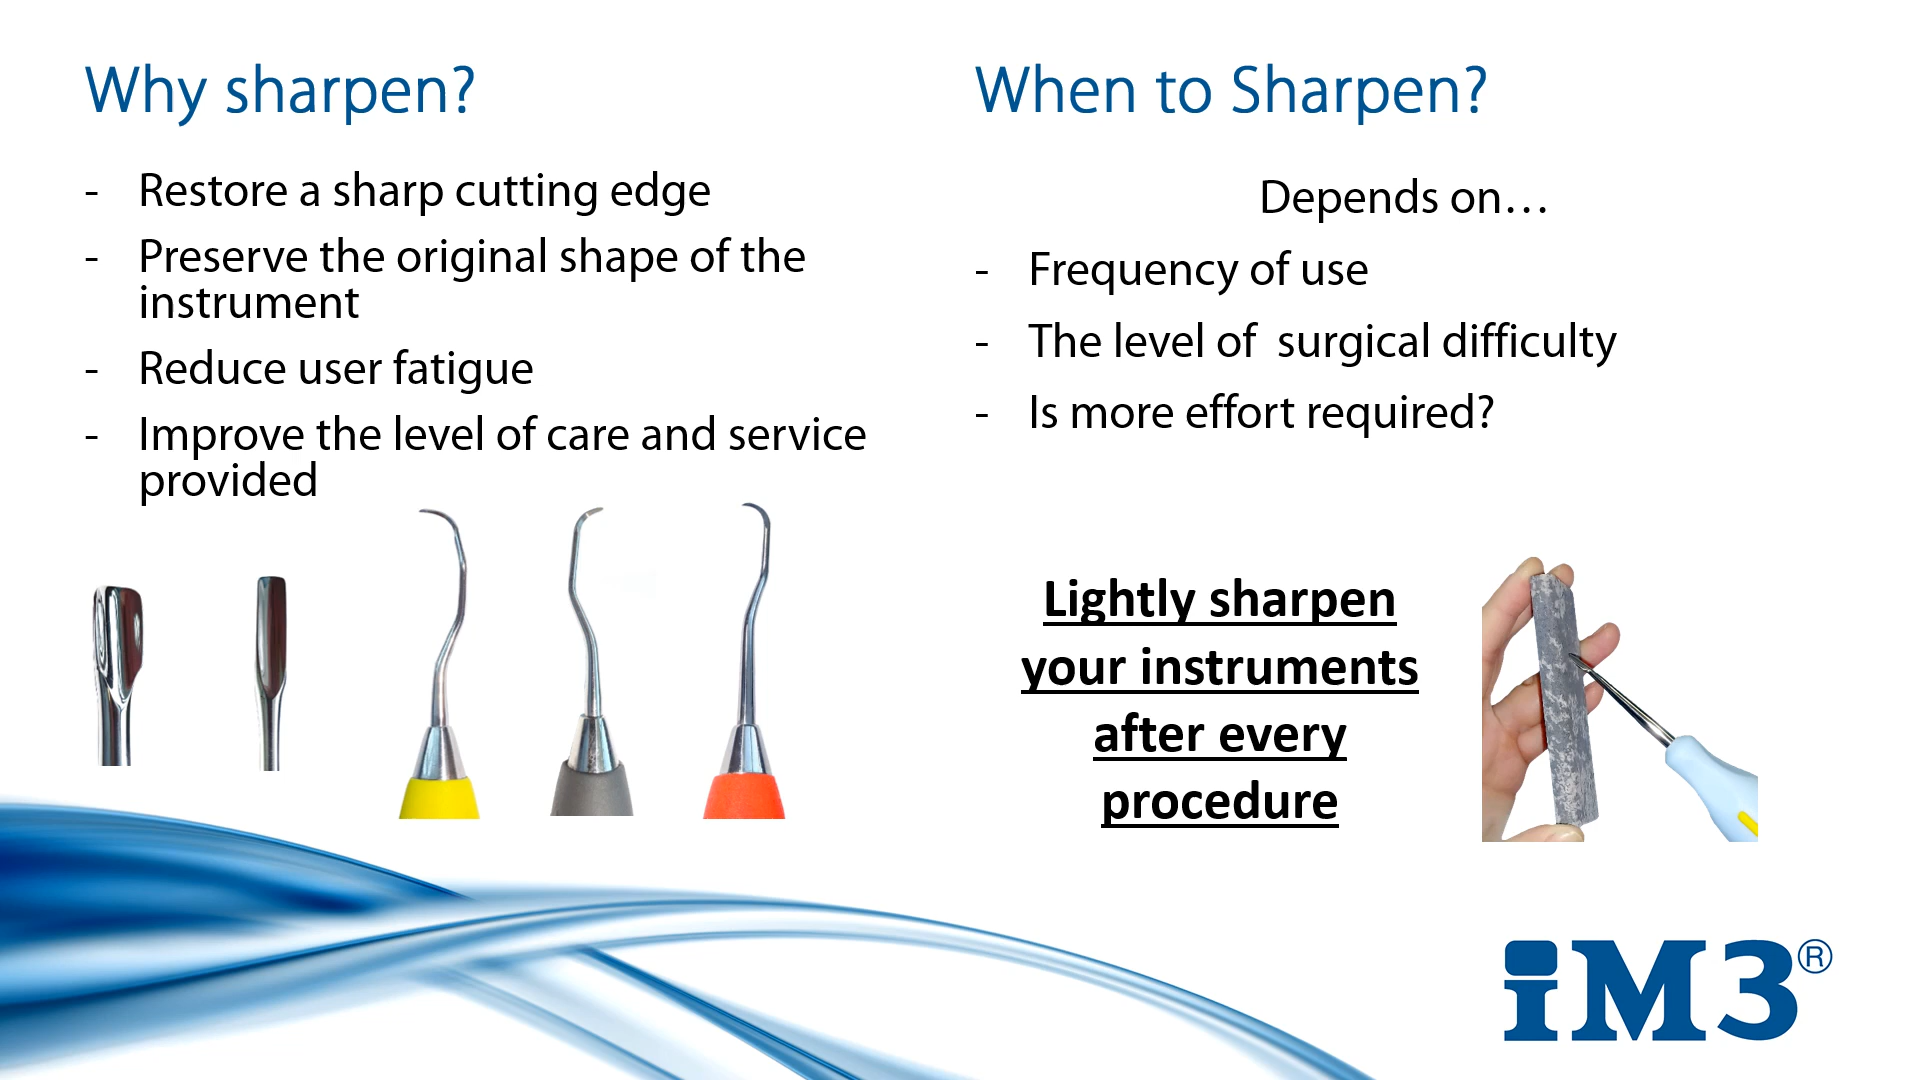 Why sharpen?
- Restore a sharp cutting edge
- Preserve the original shape of the
instrument
- Reduce user fatigue
- Improve the level of care and service
provided
When to Sharpen?
Depends on…
- Frequency of use
- The level of  surgical difficulty
- Is more effort required?
Lightly sharpen
your instruments
after every
procedure
iM3®